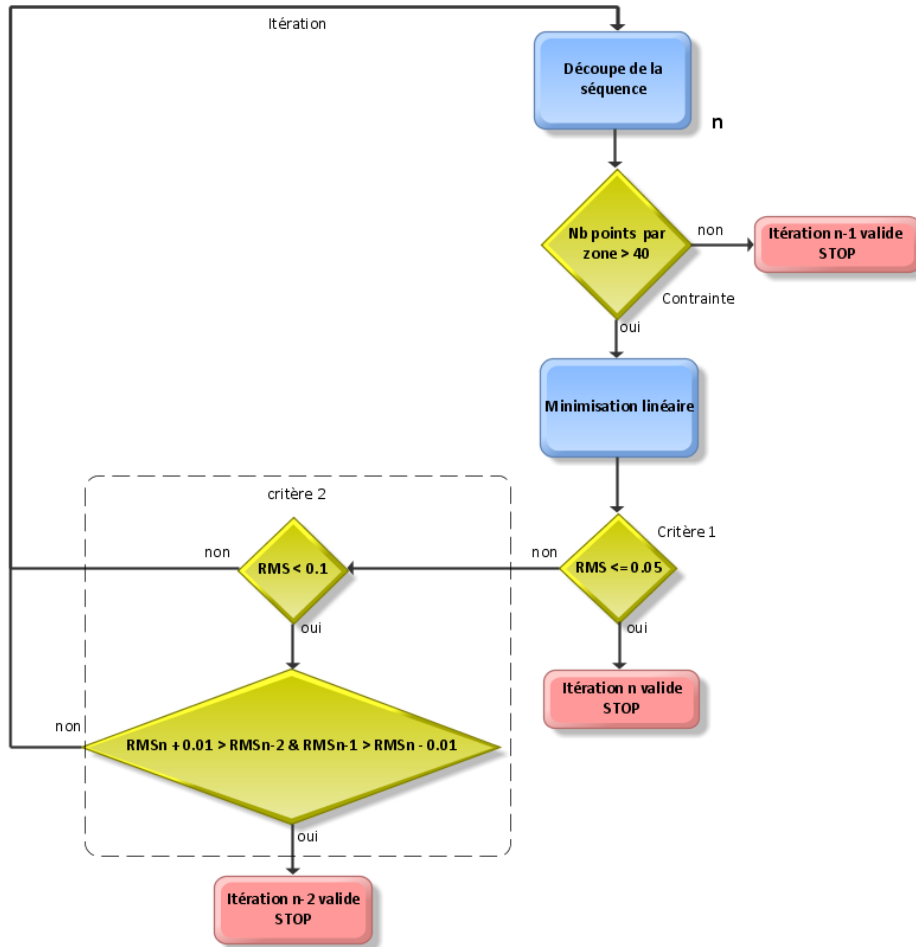 Itération
Découpe de la
séquence
n
Nb points par
zone > 40
non
Itération n-1 valide
STOP
Contrainte
oui
Minimisation linéaire
critère 2
Critère 1
non
RMS < 0.1
non
RMS <= 0.05
oui
oui
Itération n valide
STOP
non
RMSn + 0.01 > RMSn-2 & RMSn-1 > RMSn - 0.01
oui
Itération n-2 valide
STOP